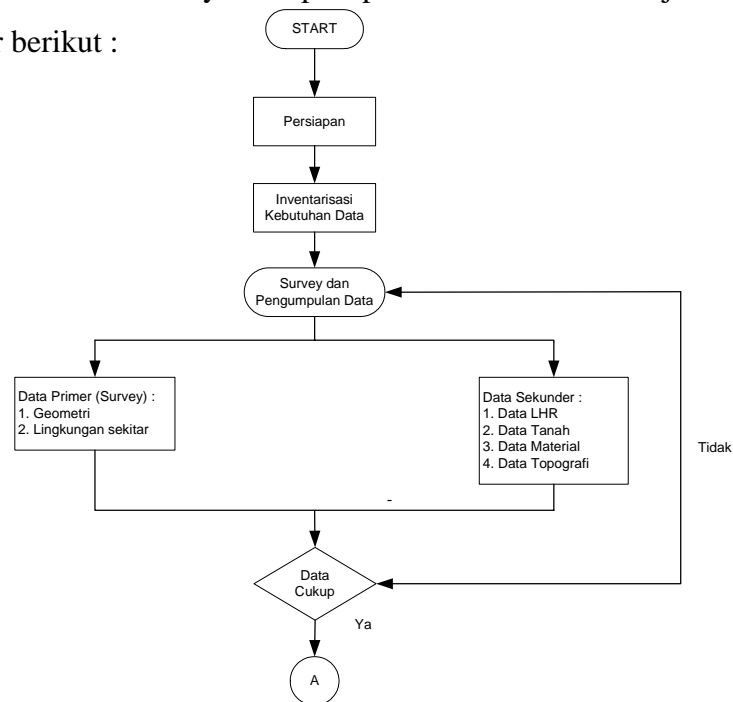 berikut :
START
Persiapan
Inventarisasi
Kebutuhan Data
Survey dan
Pengumpulan Data
Data Primer (Survey) :
1. Geometri
2. Lingkungan sekitar
Data Sekunder :
1. Data LHR
2. Data Tanah
3. Data Material
4. Data Topografi
Tidak
-
Data
Cukup
Ya
A